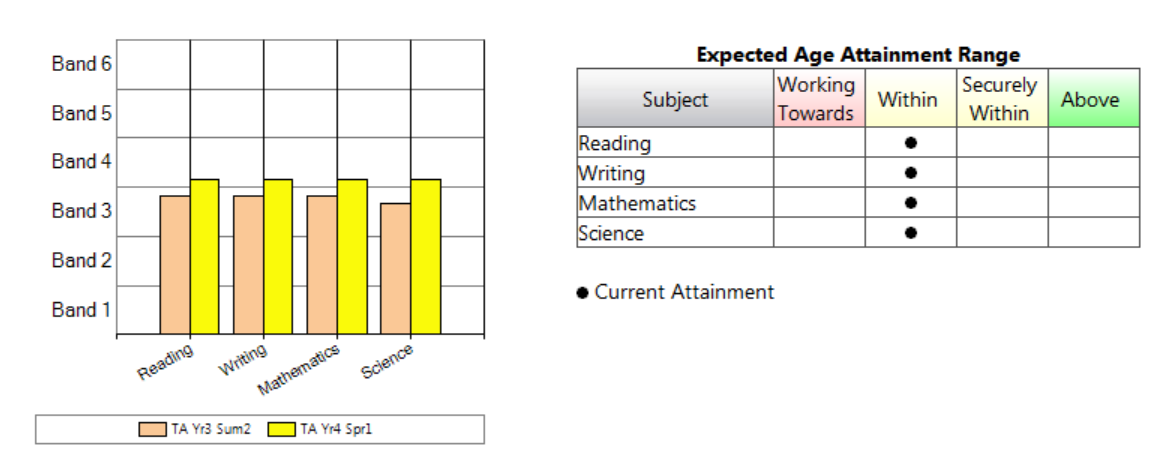 Band 6
Band 5
Band 4
Band 3
Band 2
Band 1
Reading
Writing
Mathematics
Science
TA Yr3 Sum2 TA Yr4 Spr1
Expected Age Attainment Range
Subject
Working Towards
Within
Securely Within
Above
Reading
Writing
Mathematics
Science
Current Attainment